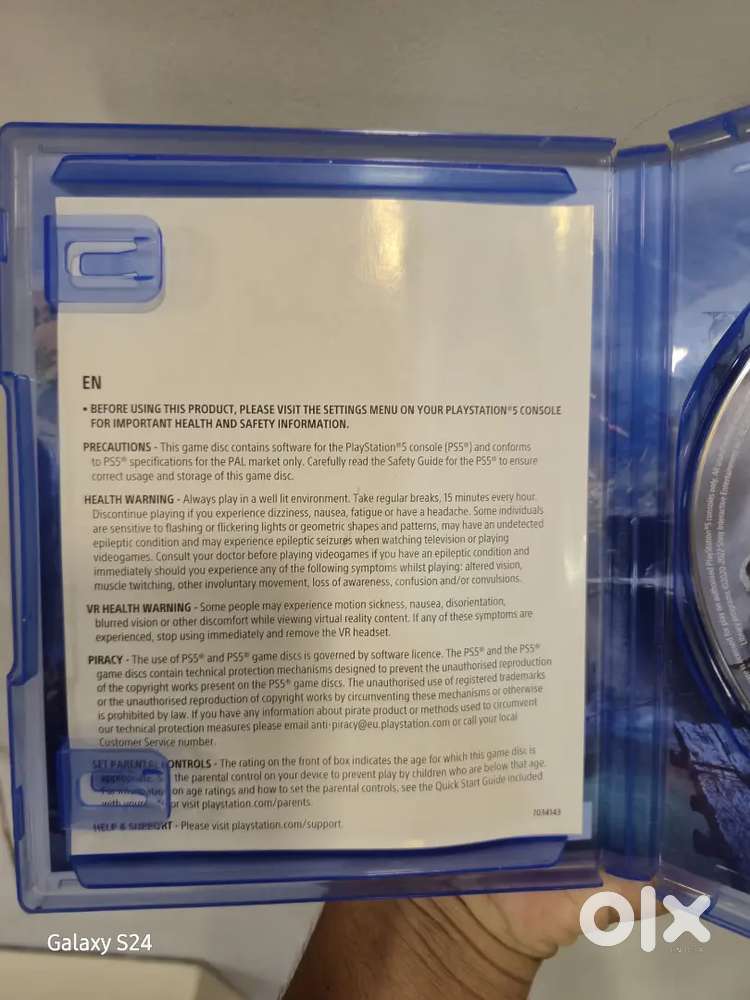 EN
• BEFORE USING THIS PRODUCT, PLEASE VISIT THE SETTINGS MENU ON YOUR PLAYSTATION®5 CONSOLE
FOR IMPORTANT HEALTH AND SAFETY INFORMATION.
PRECAUTIONS - This game disc contains software for the PlayStation®5 console (PS5®) and conforms
to PS5® specifications for the PAL market only. Carefully read the Safety Guide for the PS5® to ensure
correct usage and storage of this game disc.
HEALTH WARNING - Always play in a well lit environment. Take regular breaks, 15 minutes every hour.
Discontinue playing if you experience dizziness, nausea, fatigue or have a headache. Some individuals
are sensitive to flashing or flickering lights or geometric shapes and patterns, may have an undetected
epileptic condition and may experience epileptic seizures when watching television or playing
videogames. Consult your doctor before playing videogames if you have an epileptic condition and
immediately should you experience any of the following symptoms whilst playing: altered vision,
muscle twitching, other involuntary movement, loss of awareness, confusion and/or convulsions.
VR HEALTH WARNING - Some people may experience motion sickness, nausea, disorientation,
blurred vision or other discomfort while viewing virtual reality content. If any of these symptoms are
experienced, stop using immediately and remove the VR headset.
PIRACY - The use of PS5® and PS5® game discs is governed by software licence. The PS5® and the PS5®
game discs contain technical protection mechanisms designed to prevent the unauthorised reproduction
of the copyright works present on the PS5® game discs. The unauthorised use of registered trademarks
or the unauthorised reproduction of copyright works by circumventing these mechanisms or otherwise
is prohibited by law. If you have any information about pirate product or methods used to circumvent
our technical protection measures please email anti-piracy@eu.playstation.com or call your local
Customer Service number.
SET PARENTAL CONTROLS - The rating on the front of box indicates the age for which this game disc is
appropriate. the parental control on your device to prevent play by children who are below that age.
For information on age ratings and how to set the parental controls, see the Quick Start Guide included
with your or visit playstation.com/parents.
HELP & SUPPORT - Please visit playstation.com/support.
7034143
Galaxy S24
olx